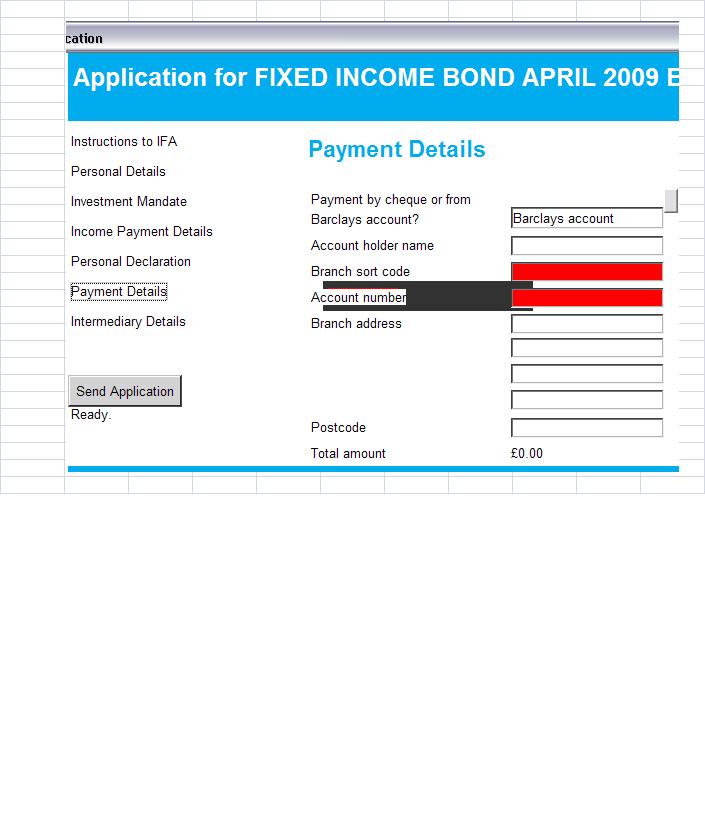 cation
Application for FIXED INCOME BOND APRIL 2009 E
Instructions to IFA
Personal Details
Investment Mandate
Income Payment Details
Personal Declaration
Payment Details
Intermediary Details
Send Application
Ready.
Payment Details
Payment by cheque or from
Barclays account? Barclays account
Account holder name
Branch sort code
Account number
Branch address
Postcode
Total amount £0.00